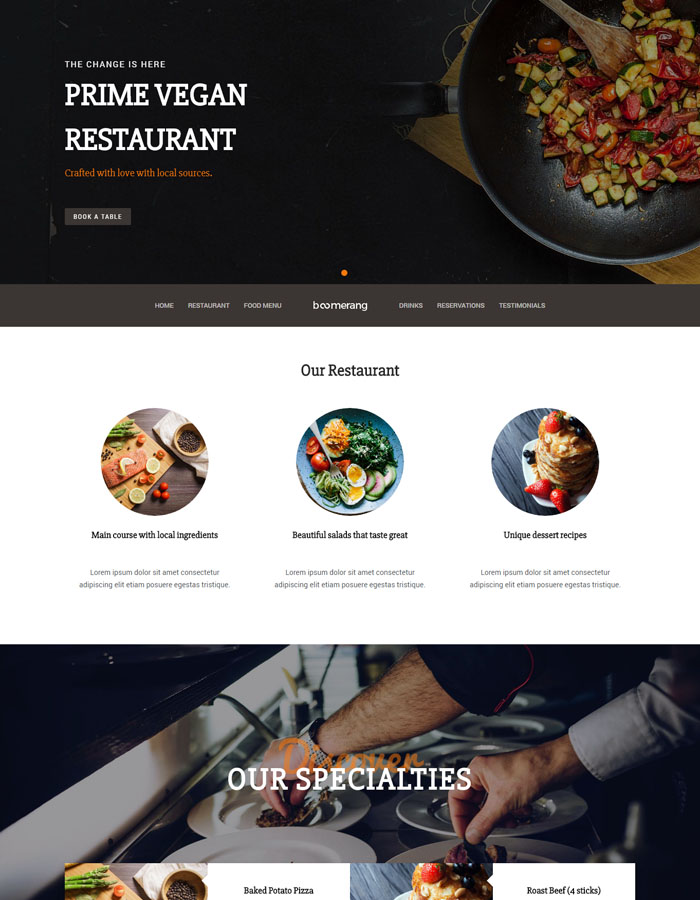 THE CHANGE IS HERE
PRIME VEGAN
RESTAURANT
Crafted with love with local sources.
BOOK A TABLE
HOME RESTAURANT FOOD MENU boomerang DRINKS RESERVATIONS TESTIMONIALS
Our Restaurant
Main course with local ingredients
Lorem ipsum dolor sit amet consectetur
adipiscing elit etiam posuere egestas tristique.
Beautiful salads that taste great
Lorem ipsum dolor sit amet consectetur
adipiscing elit etiam posuere egestas tristique.
Unique dessert recipes
Lorem ipsum dolor sit amet consectetur
adipiscing elit etiam posuere egestas tristique.
Discover
OUR SPECIALTIES
Baked Potato Pizza
Roast Beef (4 sticks)